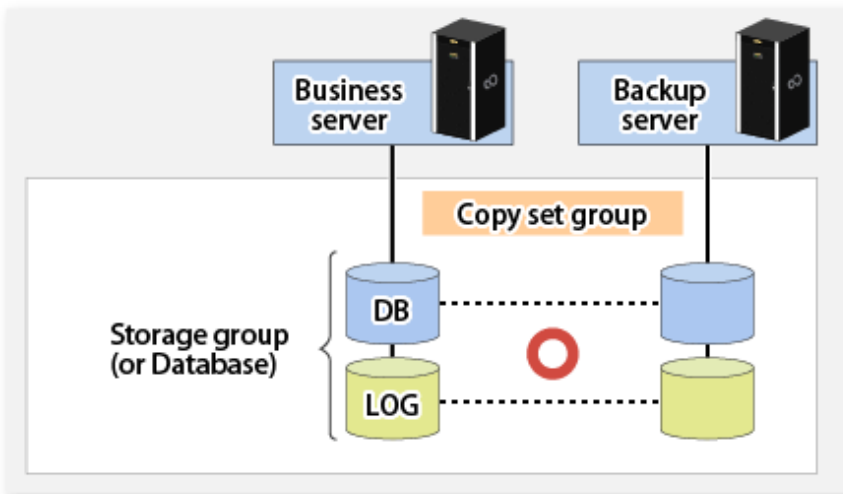 Business
server
Backup
server
Copy set group
Storage group
(or Database)
DB
LOG